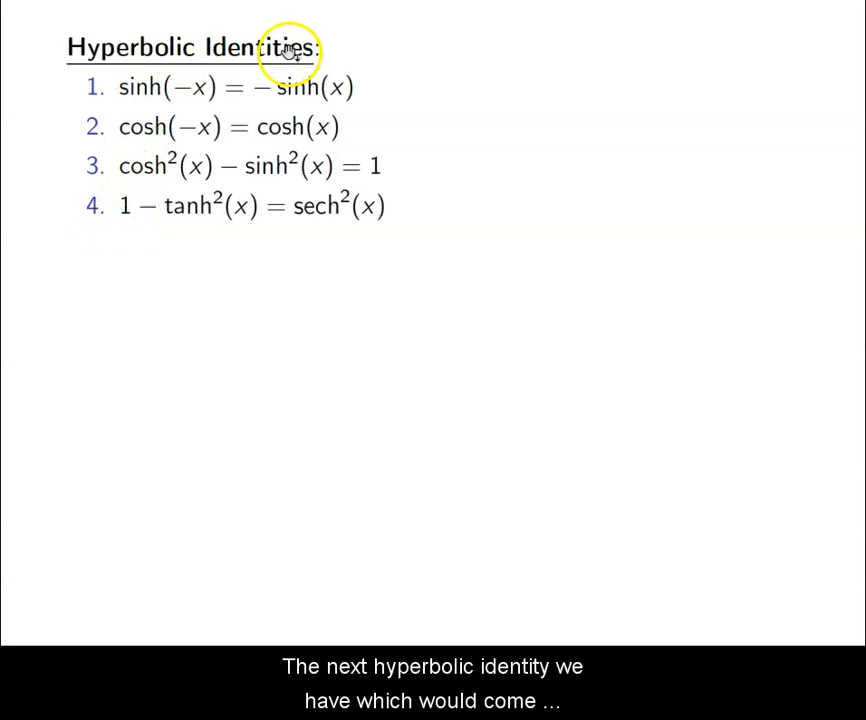 Hyperbolic Identities:
1. sinh(−x) = − sinh(x)
2. cosh(−x) = cosh(x)
3. cosh²(x) − sinh²(x) = 1
4. 1 − tanh²(x) = sech²(x)
The next hyperbolic identity we
have which would come ...